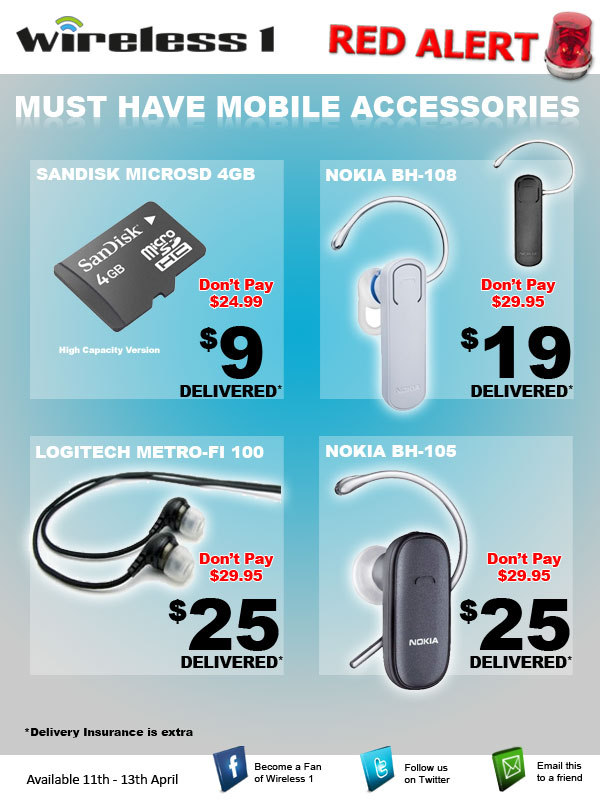 wireless 1
RED ALERT
MUST HAVE MOBILE ACCESSORIES
SANDISK MICROSD 4GB
SanDisk
4GB
Micro
SD
HC
Don't Pay
$24.99
High Capacity Version
$9
DELIVERED*
NOKIA BH-108
NOKIA
Don't Pay
$29.95
$19
DELIVERED*
LOGITECH METRO-FI 100
Don't Pay
$29.95
$25
DELIVERED*
NOKIA BH-105
NOKIA
Don't Pay
$29.95
$25
DELIVERED*
*Delivery Insurance is extra
Available 11th - 13th April
Become a Fan
of Wireless 1
Follow us
on Twitter
Email this
to a friend